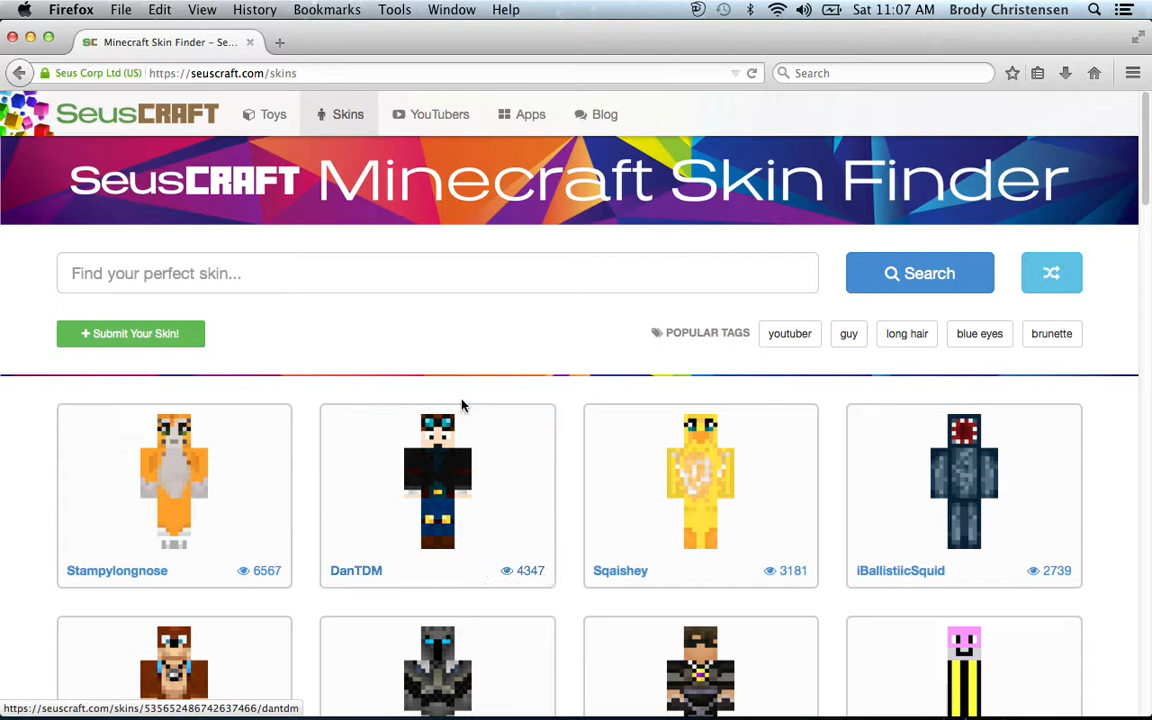 Firefox File Edit View History Bookmarks Tools Window Help Sat 11:07 AM Brody Christensen
Minecraft Skin Finder – Se...
Seus Corp Ltd (US) https://seuscraft.com/skins Search
SeusCRAFT Toys Skins YouTubers Apps Blog
SeusCRAFT Minecraft Skin Finder
Find your perfect skin... Search
+ Submit Your Skin! POPULAR TAGS youtuber guy long hair blue eyes brunette
Stampylongnose 6567 DanTDM 4347 Sqaishey 3181 iBallistiicSquid 2739
https://seuscraft.com/skins/535652486742637466/dantdm